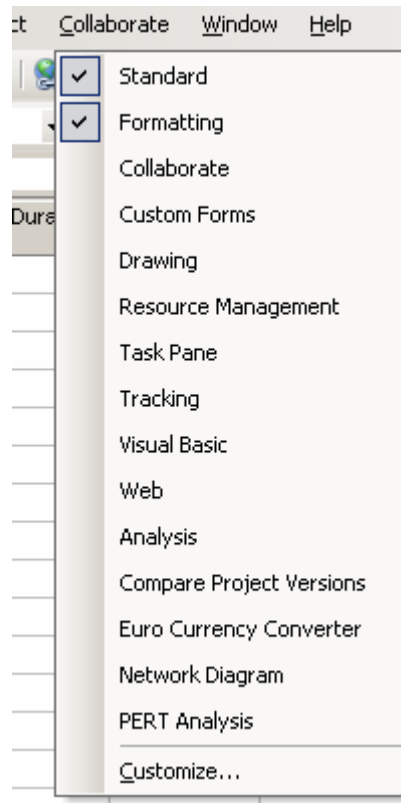 ct Collaborate Window Help
Standard
Formatting
Collaborate
Dura
Custom Forms
Drawing
Resource Management
Task Pane
Tracking
Visual Basic
Web
Analysis
Compare Project Versions
Euro Currency Converter
Network Diagram
PERT Analysis
Customize...